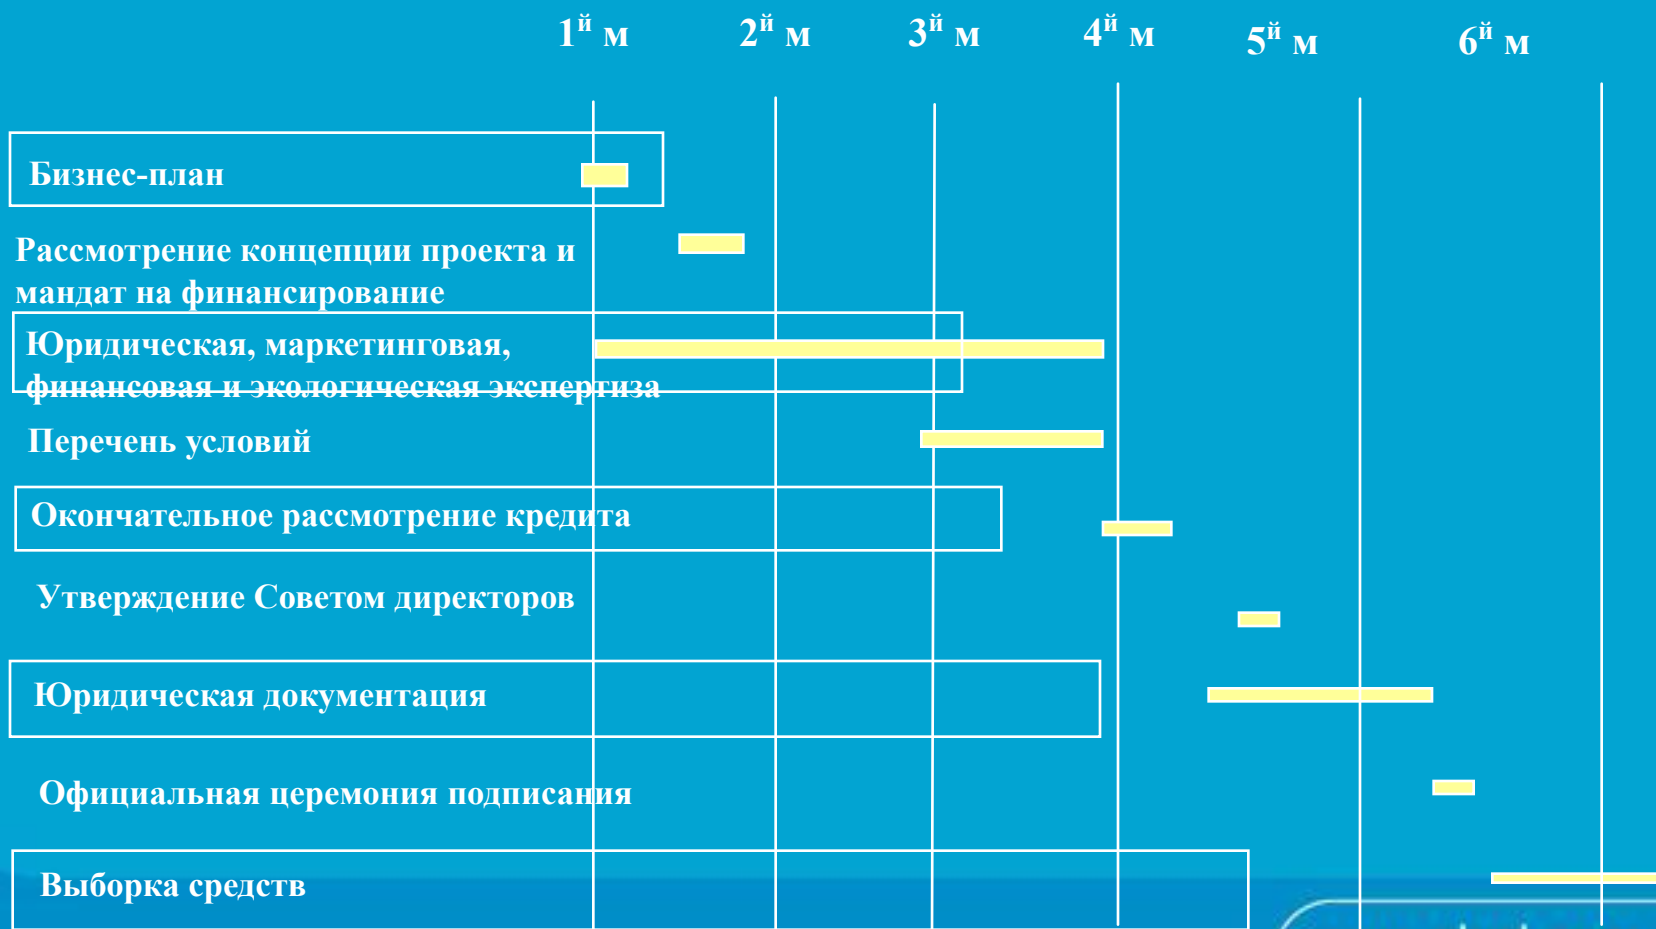 1й м 2й м 3й м 4й м 5й м 6й м
Бизнес-план
Рассмотрение концепции проекта и
мандат на финансирование
Юридическая, маркетинговая,
финансовая и экологическая экспертиза
Перечень условий
Окончательное рассмотрение кредита
Утверждение Советом директоров
Юридическая документация
Официальная церемония подписания
Выборка средств